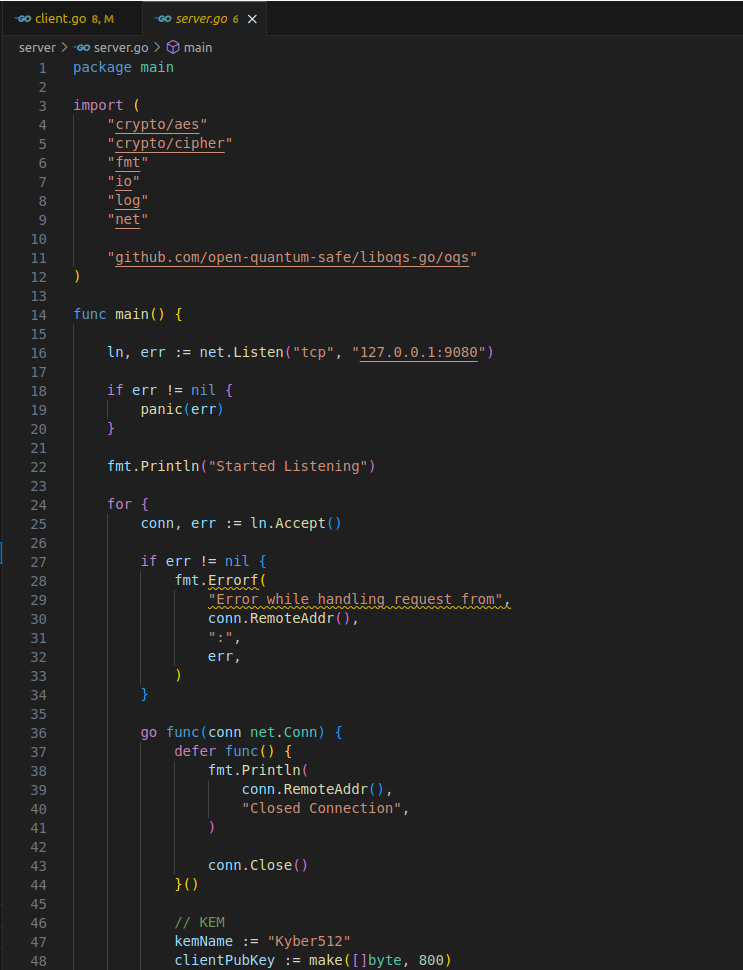 GO client.go 8, M GO server.go 6 ×
server > GO server.go > main
1 package main
2
3 import (
4 "crypto/aes"
5 "crypto/cipher"
6 "fmt"
7 "io"
8 "log"
9 "net"
10
11 "github.com/open-quantum-safe/liboqs-go/oqs"
12 )
13
14 func main() {
15
16 ln, err := net.Listen("tcp", "127.0.0.1:9080")
17
18 if err != nil {
19 panic(err)
20 }
21
22 fmt.Println("Started Listening")
23
24 for {
25 conn, err := ln.Accept()
26
27 if err != nil {
28 fmt.Errorf(
29 "Error while handling request from",
30 conn.RemoteAddr(),
31 ":",
32 err,
33 )
34 }
35
36 go func(conn net.Conn) {
37 defer func() {
38 fmt.Println(
39 conn.RemoteAddr(),
40 "Closed Connection",
41 )
42
43 conn.Close()
44 }()
45
46 // KEM
47 kemName := "Kyber512"
48 clientPubKey := make([]byte, 800)